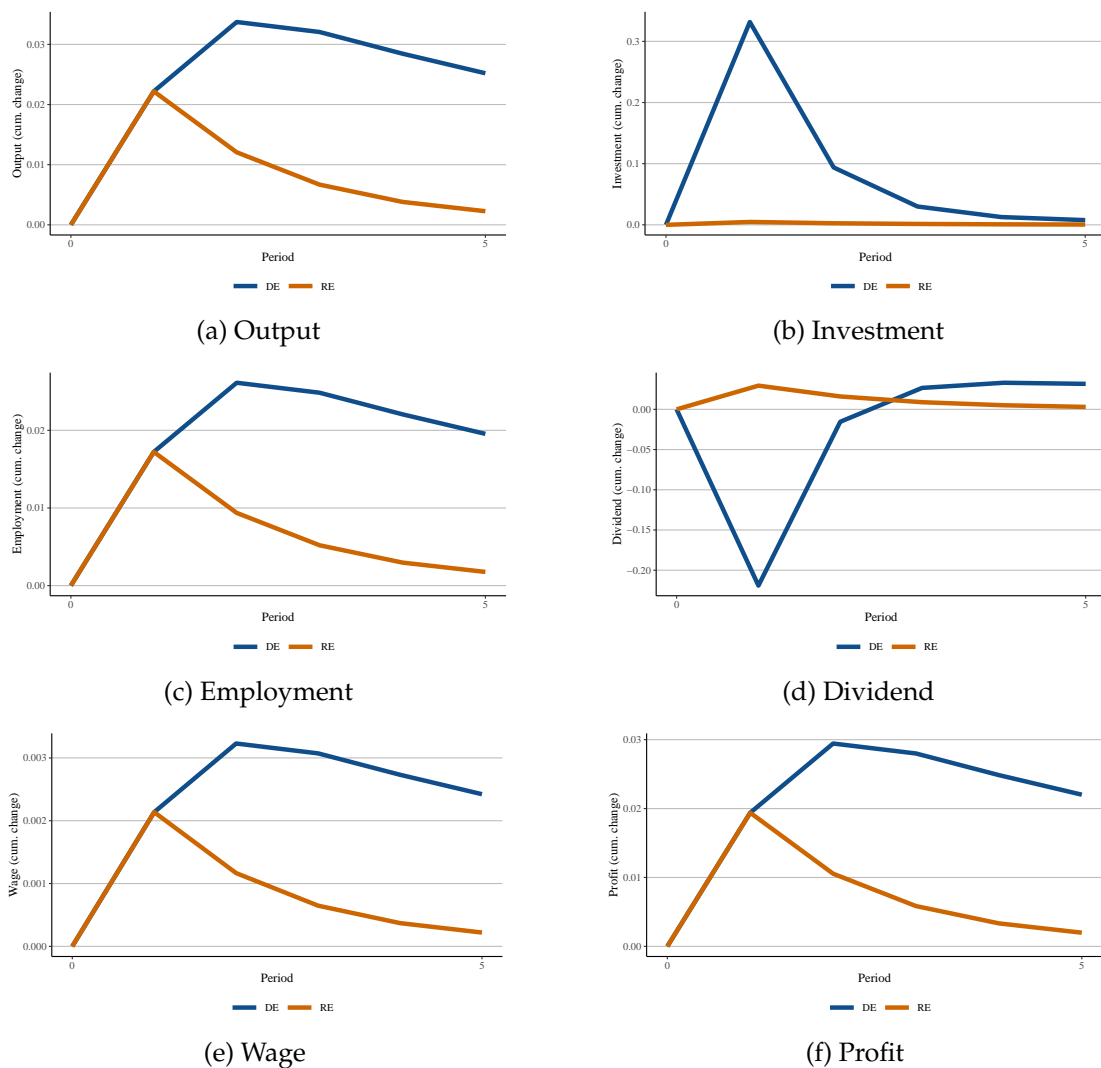 Output (cum. change)
0.03
0.02
0.01
0.00
0
5
Period
DE
RE
(a) Output
Investment (cum. change)
0.3
0.2
0.1
0.0
0
5
Period
DE
RE
(b) Investment
Employment (cum. change)
0.02
0.01
0.00
0
5
Period
DE
RE
(c) Employment
Dividend (cum. change)
0.00
−0.05
−0.10
−0.15
−0.20
0
5
Period
DE
RE
(d) Dividend
Wage (cum. change)
0.003
0.002
0.001
0.000
0
5
Period
DE
RE
(e) Wage
Profit (cum. change)
0.03
0.02
0.01
0.00
0
5
Period
DE
RE
(f) Profit